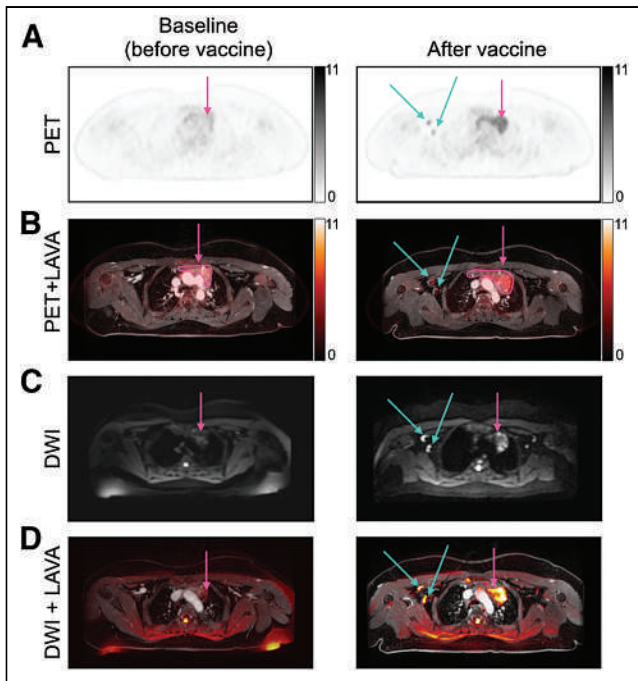 Baseline
(before vaccine)
After vaccine
A
PET
11
0
11
0
B
PET+LAVA
11
0
11
0
C
DWI
D
DWI + LAVA